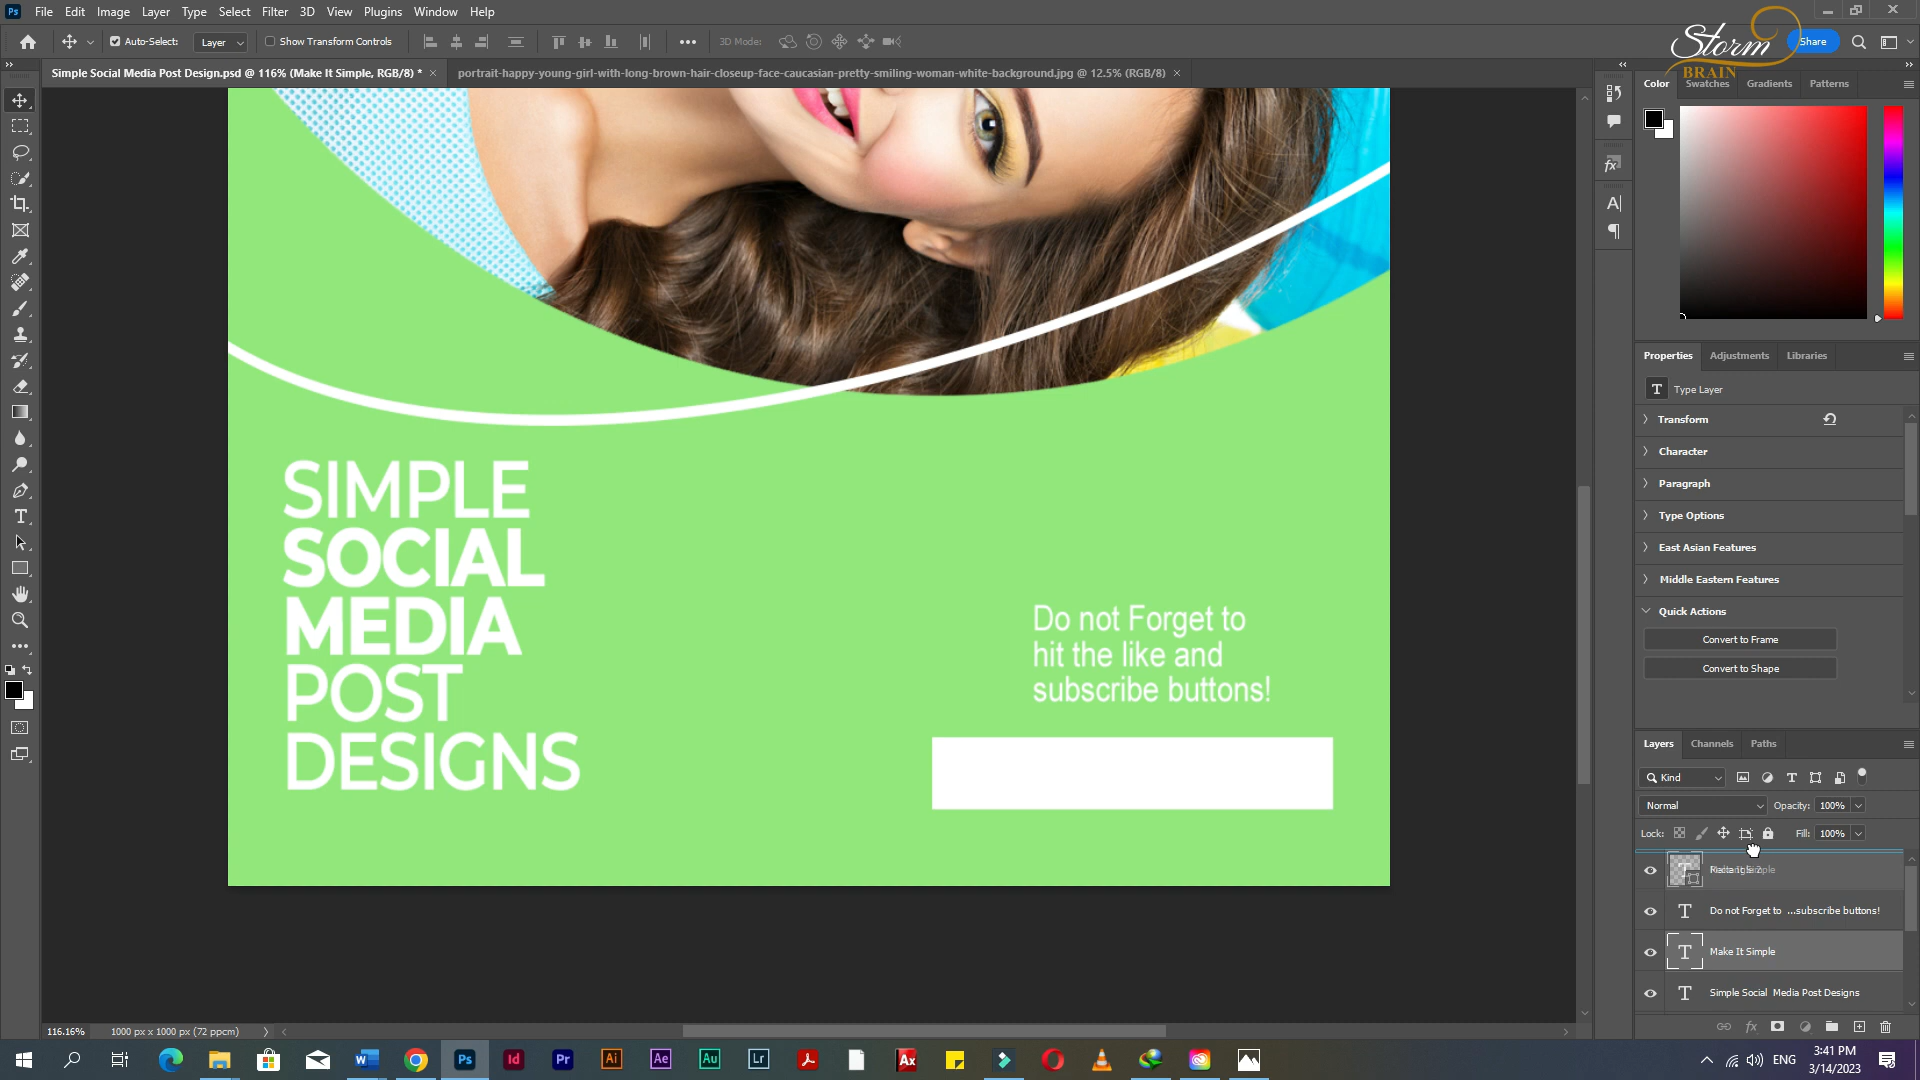 File Edit Image Layer Type Select Filter 3D View Plugins Window Help
Storm
BRAIN
Auto-Select: Layer Show Transform Controls 3D Mode: Share
Simple Social Media Post Design.psd @ 116% (Make It Simple, RGB/8) *
portrait-happy-young-girl-with-long-brown-hair-closeup-face-caucasian-pretty-smiling-woman-white-background.jpg @ 12.5% (RGB/8)
Color Swatches Gradients Patterns
Properties Adjustments Libraries
Type Layer
Transform
Character
Paragraph
Type Options
East Asian Features
Middle Eastern Features
Quick Actions
Convert to Frame
Convert to Shape
SIMPLE
SOCIAL
MEDIA
POST
DESIGNS
Do not Forget to
hit the like and
subscribe buttons!
Layers Channels Paths
Kind
Normal Opacity: 100%
Lock: Fill: 100%
Do not Forget to ...subscribe buttons!
Make It Simple
Simple Social Media Post Designs
116.16% 1000 px x 1000 px (72 ppcm)
ENG
3:41 PM
3/14/2023